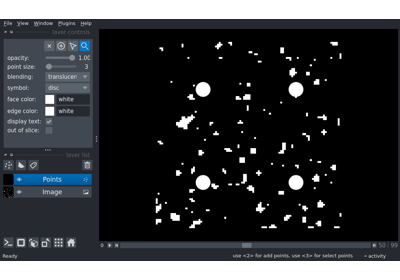 File View Window Plugins Help
layer controls
opacity: 1.00
point size: 3
blending: translucen
symbol: disc
face color: white
edge color: white
display text:
out of slice:
layer list
Points
Image
0 50 99
Ready use <2> for add points, use <3> for select points activity